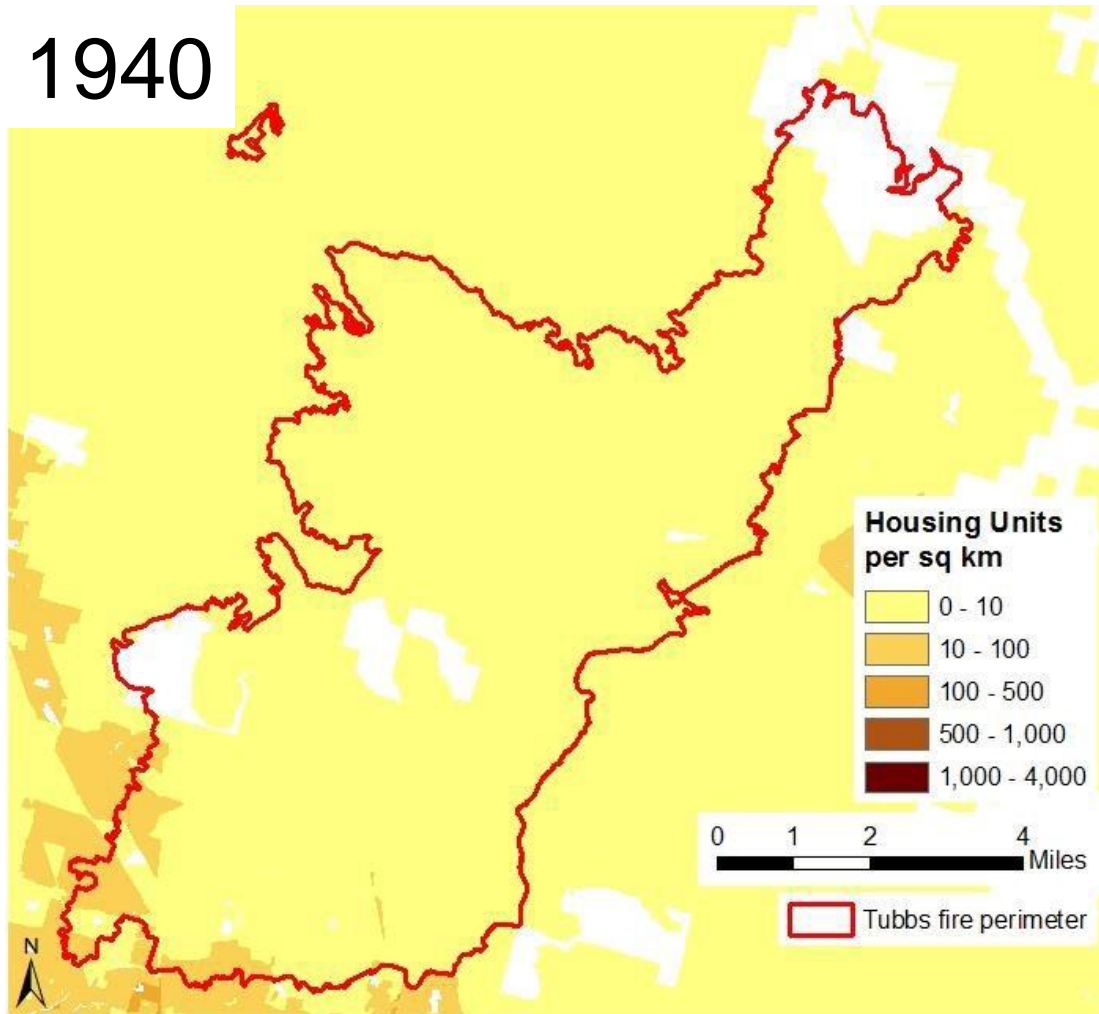 1940
Housing Units
per sq km
0 - 10
10 - 100
100 - 500
500 - 1,000
1,000 - 4,000
0 1 2 4
Miles
Tubbs fire perimeter
N